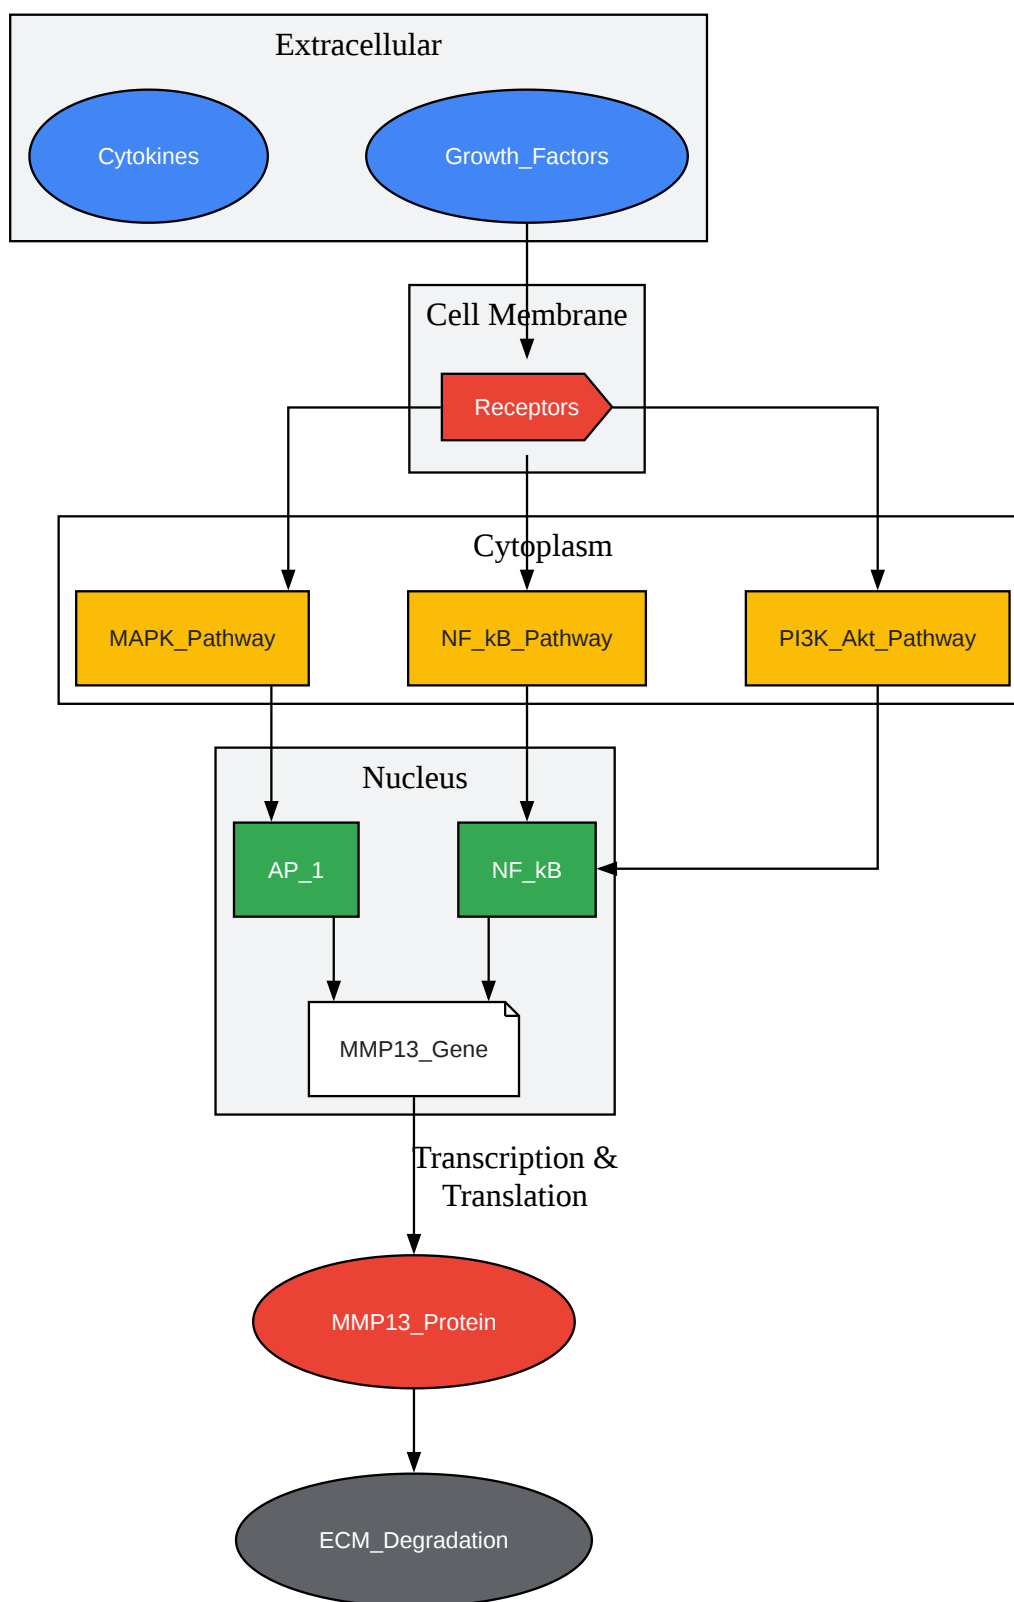 Extracellular
Cytokines
Growth_Factors
Cell Membrane
Receptors
Cytoplasm
MAPK_Pathway
NF_kB_Pathway
PI3K_Akt_Pathway
Nucleus
AP_1
NF_kB
MMP13_Gene
Transcription &
Translation
MMP13_Protein
ECM_Degradation